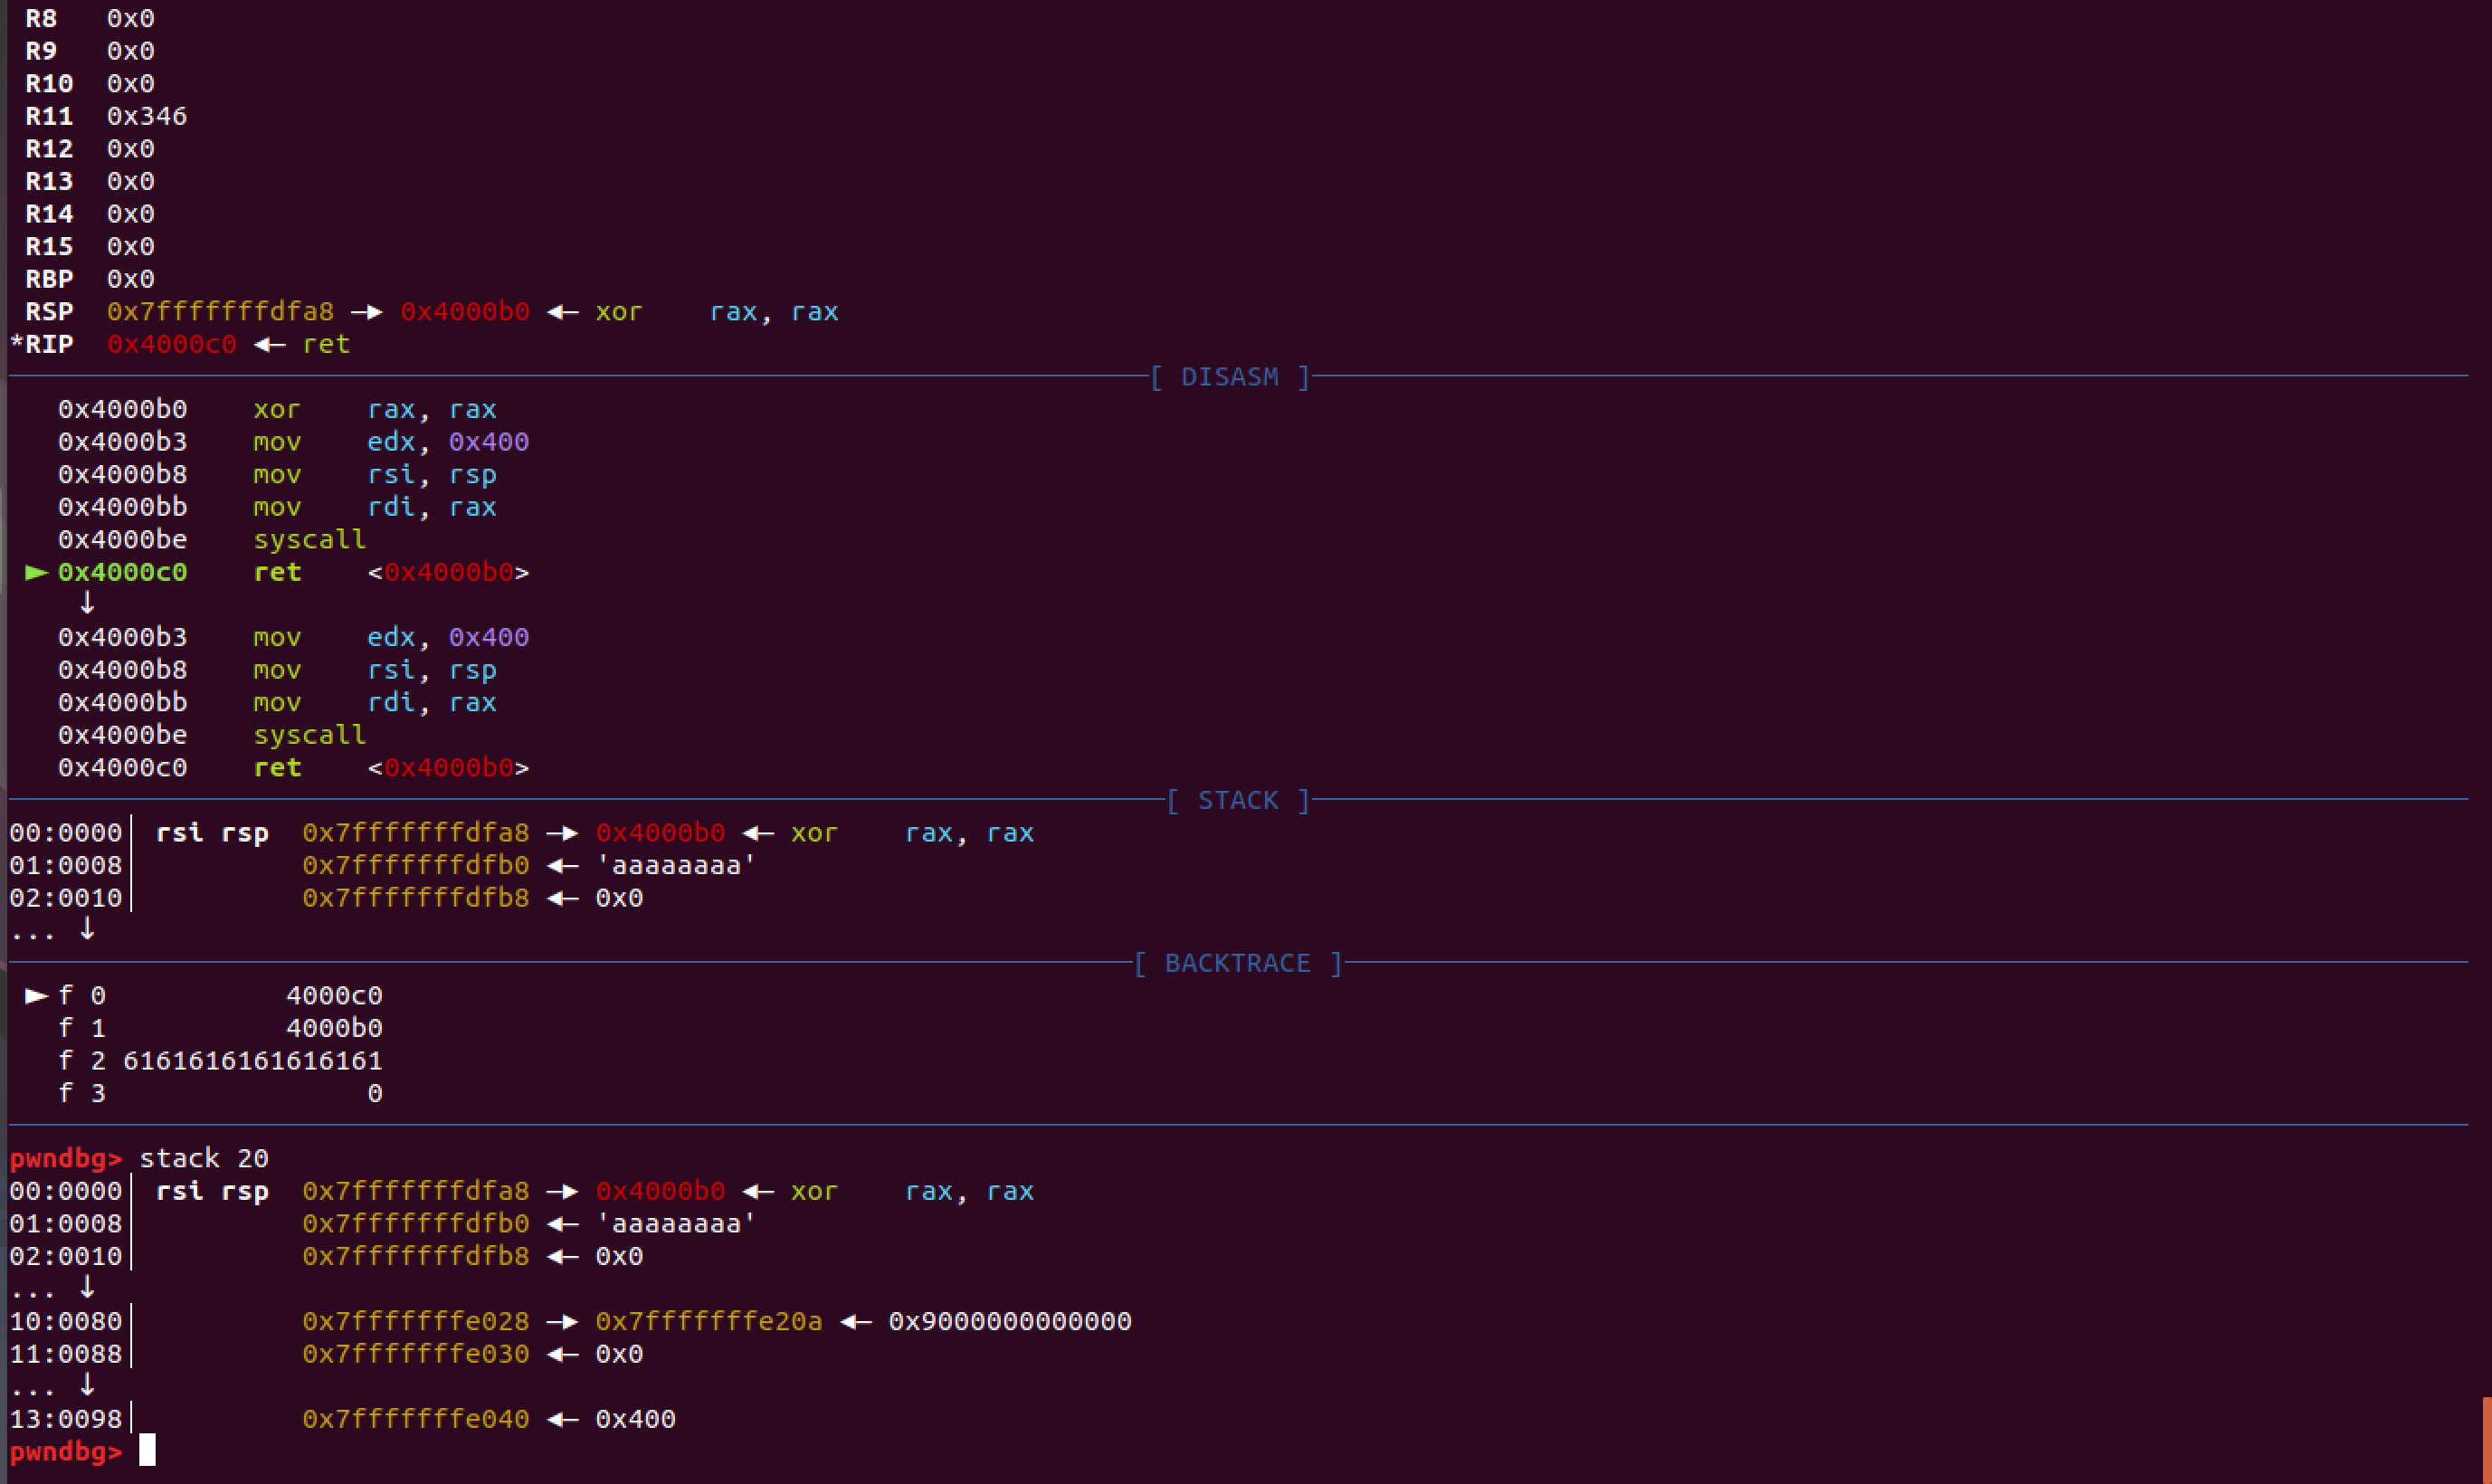 R8   0x0
R9   0x0
R10  0x0
R11  0x346
R12  0x0
R13  0x0
R14  0x0
R15  0x0
RBP  0x0
RSP  0x7fffffffdfa8 —▸ 0x4000b0 ◂— xor    rax, rax
*RIP  0x4000c0 ◂— ret
[ DISASM ]
0x4000b0    xor    rax, rax
0x4000b3    mov    edx, 0x400
0x4000b8    mov    rsi, rsp
0x4000bb    mov    rdi, rax
0x4000be    syscall
► 0x4000c0    ret    <0x4000b0>
↓
0x4000b3    mov    edx, 0x400
0x4000b8    mov    rsi, rsp
0x4000bb    mov    rdi, rax
0x4000be    syscall
0x4000c0    ret    <0x4000b0>
[ STACK ]
00:0000│ rsi rsp  0x7fffffffdfa8 —▸ 0x4000b0 ◂— xor    rax, rax
01:0008│          0x7fffffffdfb0 ◂— 'aaaaaaaa'
02:0010│          0x7fffffffdfb8 ◂— 0x0
... ↓
[ BACKTRACE ]
► f 0           4000c0
f 1           4000b0
f 2 6161616161616161
f 3                0
pwndbg> stack 20
00:0000│ rsi rsp  0x7fffffffdfa8 —▸ 0x4000b0 ◂— xor    rax, rax
01:0008│          0x7fffffffdfb0 ◂— 'aaaaaaaa'
02:0010│          0x7fffffffdfb8 ◂— 0x0
... ↓
10:0080│          0x7fffffffe028 —▸ 0x7fffffffe20a ◂— 0x9000000000000
11:0088│          0x7fffffffe030 ◂— 0x0
... ↓
13:0098│          0x7fffffffe040 ◂— 0x400
pwndbg>